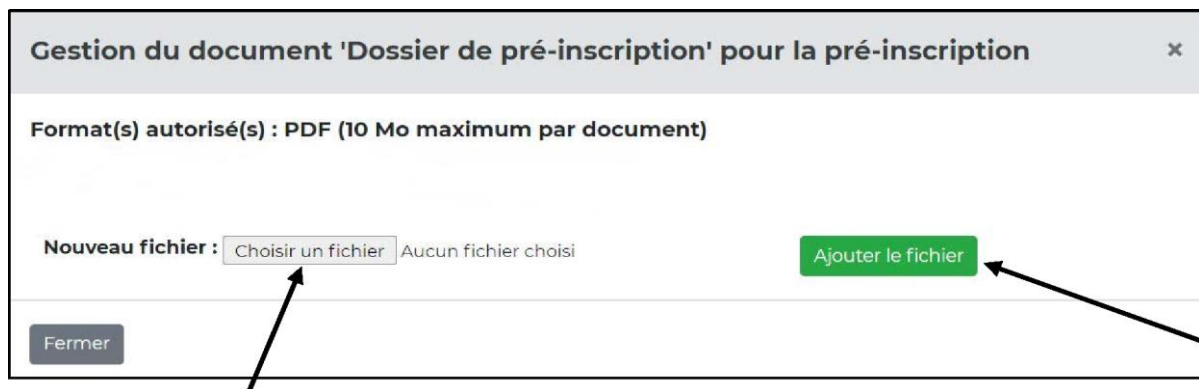 Gestion du document 'Dossier de pré-inscription' pour la pré-inscription ×
Format(s) autorisé(s) : PDF (10 Mo maximum par document)
Nouveau fichier : Choisir un fichier Aucun fichier choisi Ajouter le fichier
Fermer